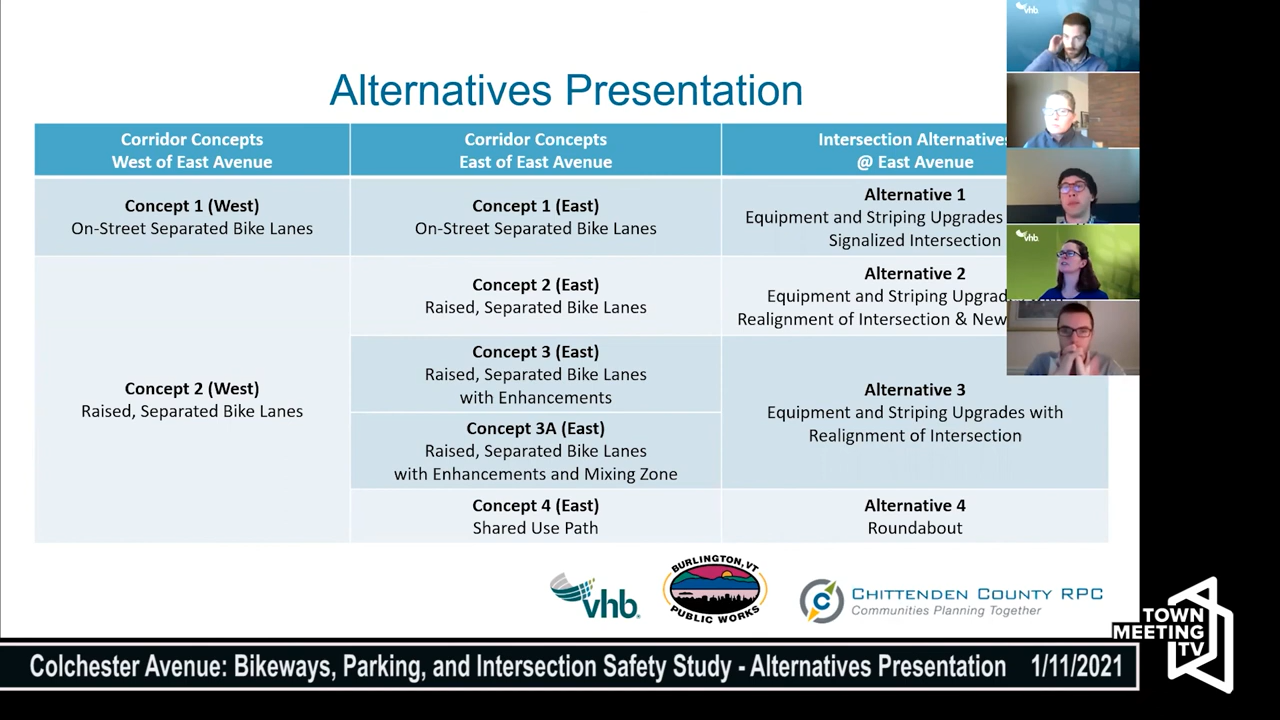 vhb.
Alternatives Presentation
Corridor Concepts
West of East Avenue
Corridor Concepts
East of East Avenue
Intersection Alternatives
@ East Avenue
Concept 1 (West)
On-Street Separated Bike Lanes
Concept 1 (East)
On-Street Separated Bike Lanes
Alternative 1
Equipment and Striping Upgrades
Signalized Intersection
Concept 2 (West)
Raised, Separated Bike Lanes
Concept 2 (East)
Raised, Separated Bike Lanes
Alternative 2
Equipment and Striping
Realignment of Intersection & New
Concept 3 (East)
Raised, Separated Bike Lanes
with Enhancements
Concept 3A (East)
Raised, Separated Bike Lanes
with Enhancements and Mixing Zone
Alternative 3
Equipment and Striping Upgrades with
Realignment of Intersection
Concept 4 (East)
Shared Use Path
Alternative 4
Roundabout
vhb.
vhb.
BURLINGTON, VT
PUBLIC WORKS
C
CHITTENDEN COUNTY RPC
Communities Planning Together
TOWN
MEETING
TV
Colchester Avenue: Bikeways, Parking, and Intersection Safety Study - Alternatives Presentation 1/11/2021